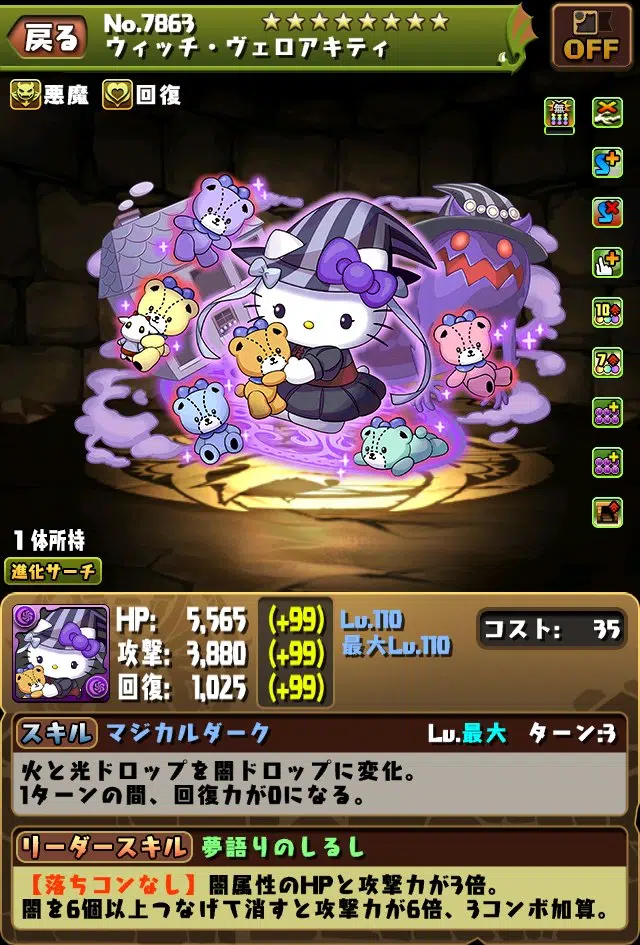 戻る
No.7863
★★★★★★★★
ウィッチ・ヴェロアキティ
OFF
悪魔 回復
無
10
7
1体所持
進化サーチ
HP: 5,565 (+99) Lv.110
攻撃: 3,880 (+99) 最大Lv.110
回復: 1,025 (+99)
コスト: 35
スキル マジカルダーク Lv.最大 ターン:3
火と光ドロップを闇ドロップに変化。
1ターンの間、回復力が0になる。
リーダースキル 夢語りのしるし
【落ちコンなし】闇属性のHPと攻撃力が3倍。
闇を6個以上つなげて消すと攻撃力が6倍、3コンボ加算。